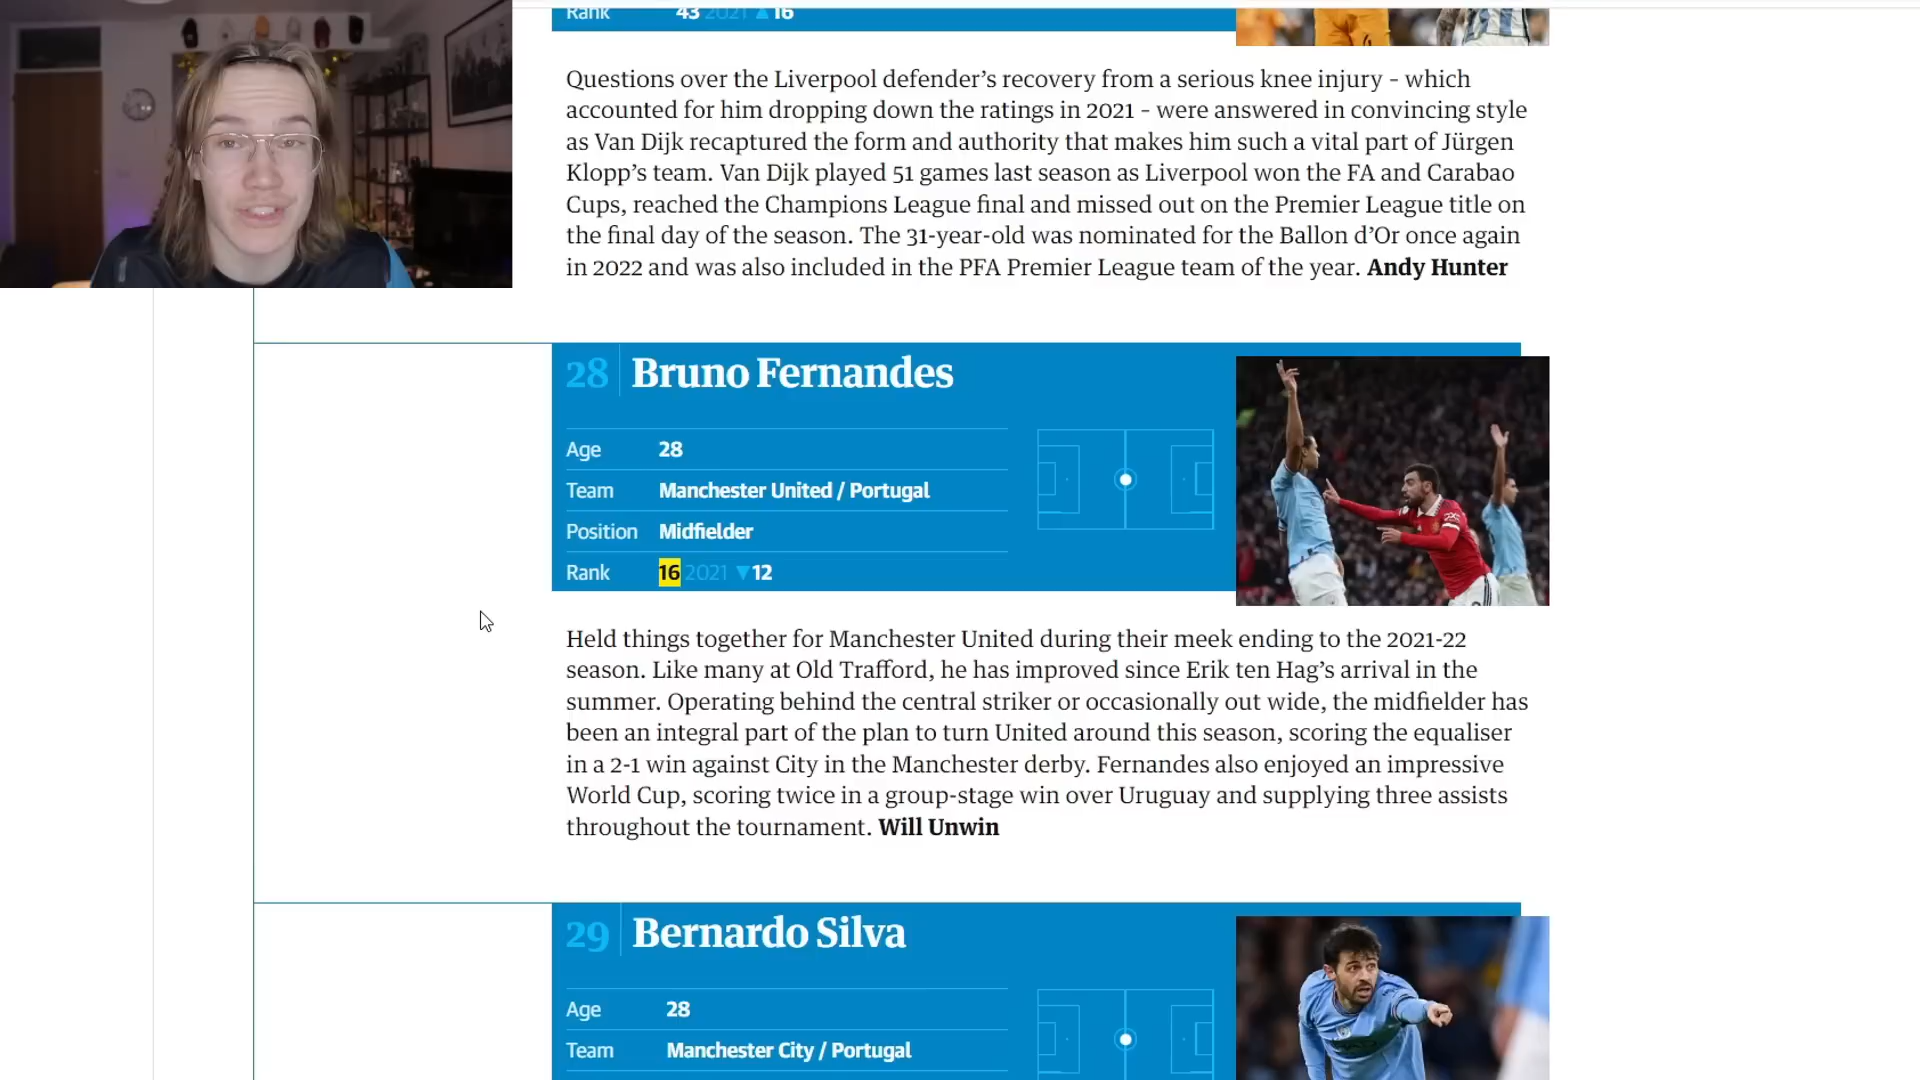 Rank 43 2021 ▲16
Questions over the Liverpool defender’s recovery from a serious knee injury – which
accounted for him dropping down the ratings in 2021 – were answered in convincing style
as Van Dijk recaptured the form and authority that makes him such a vital part of Jürgen
Klopp’s team. Van Dijk played 51 games last season as Liverpool won the FA and Carabao
Cups, reached the Champions League final and missed out on the Premier League title on
the final day of the season. The 31-year-old was nominated for the Ballon d’Or once again
in 2022 and was also included in the PFA Premier League team of the year. Andy Hunter
28 Bruno Fernandes
Age 28
Team Manchester United / Portugal
Position Midfielder
Rank 16 2021 ▼12
Held things together for Manchester United during their meek ending to the 2021-22
season. Like many at Old Trafford, he has improved since Erik ten Hag’s arrival in the
summer. Operating behind the central striker or occasionally out wide, the midfielder has
been an integral part of the plan to turn United around this season, scoring the equaliser
in a 2-1 win against City in the Manchester derby. Fernandes also enjoyed an impressive
World Cup, scoring twice in a group-stage win over Uruguay and supplying three assists
throughout the tournament. Will Unwin
29 Bernardo Silva
Age 28
Team Manchester City / Portugal